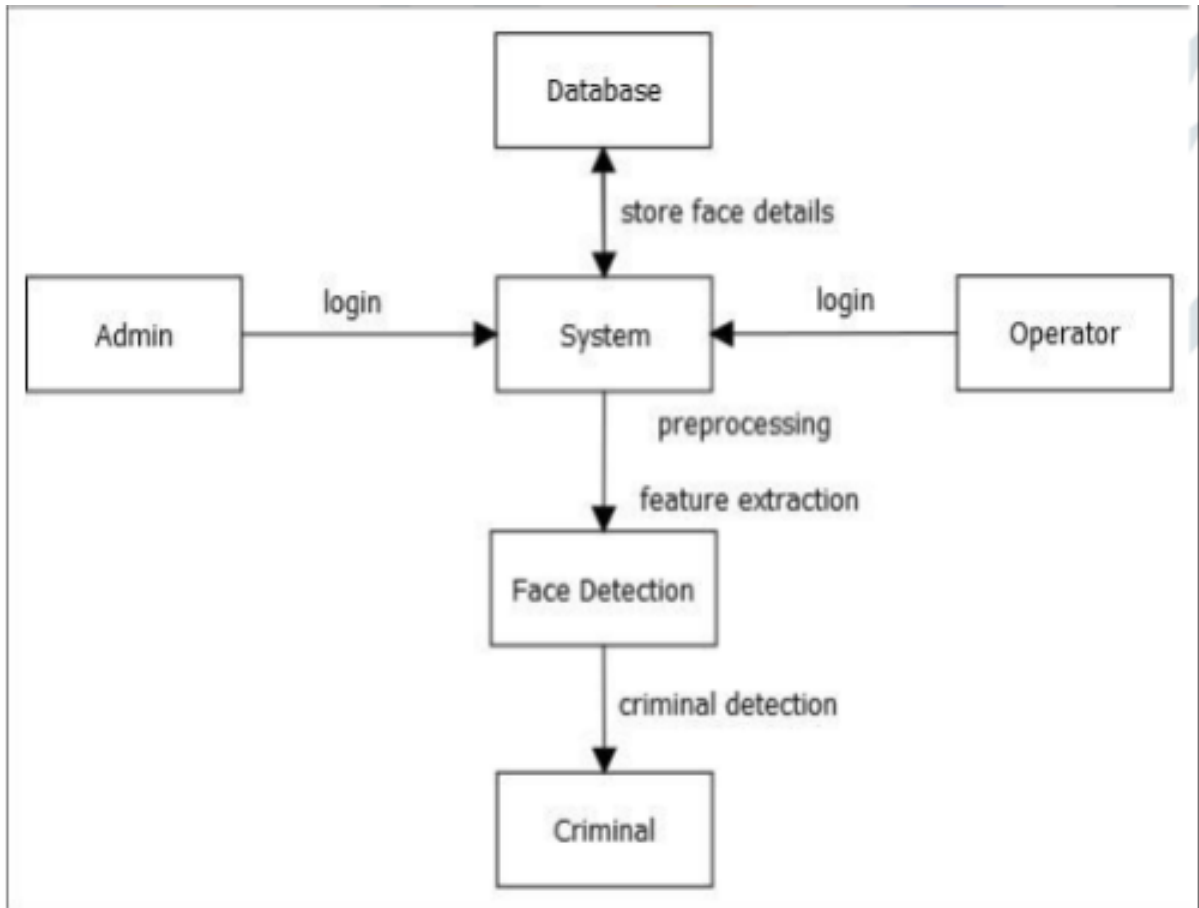 Database
store face details
login
login
Admin
System
Operator
preprocessing
feature extraction
Face Detection
criminal detection
Criminal